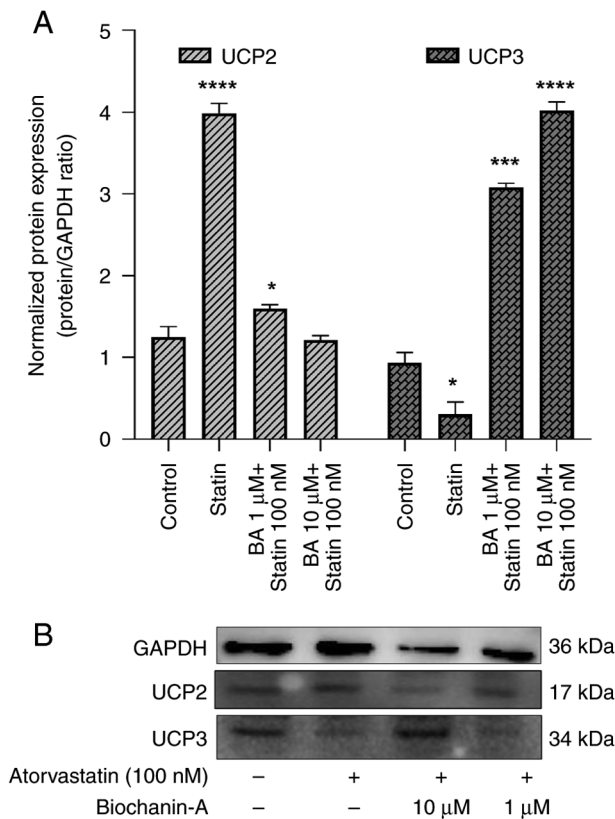 A
UCP2
UCP3
Normalized protein expression
(protein/GAPDH ratio)
5
4
3
2
1
0
****
*
*
***
****
Control
Statin
BA 1 µM+
Statin 100 nM
BA 10 µM+
Statin 100 nM
Control
Statin
BA 1 µM+
Statin 100 nM
BA 10 µM+
Statin 100 nM
B
GAPDH 36 kDa
UCP2 17 kDa
UCP3 34 kDa
Atorvastatin (100 nM) – + + +
Biochanin-A – – 10 µM 1 µM